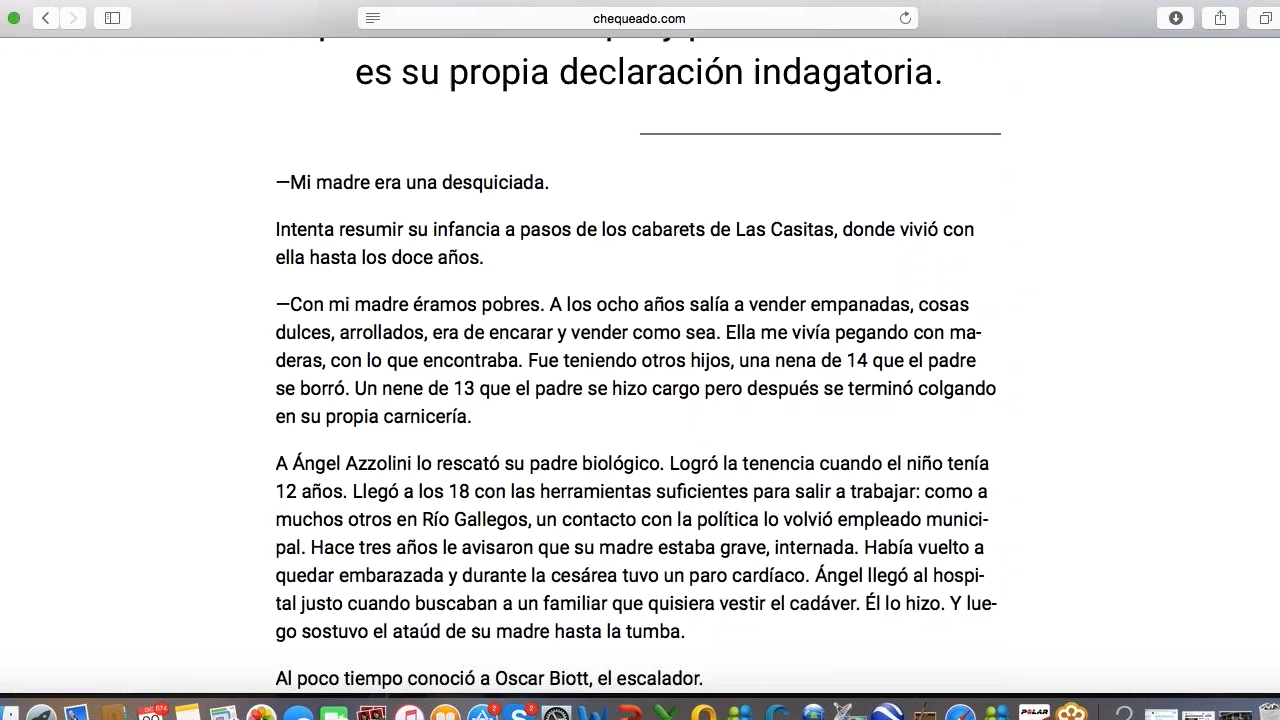 chequeado.com
es su propia declaración indagatoria.
—Mi madre era una desquiciada.
Intenta resumir su infancia a pasos de los cabarets de Las Casitas, donde vivió con
ella hasta los doce años.
—Con mi madre éramos pobres. A los ocho años salía a vender empanadas, cosas
dulces, arrollados, era de encarar y vender como sea. Ella me vivía pegando con ma-
deras, con lo que encontraba. Fue teniendo otros hijos, una nena de 14 que el padre
se borró. Un nene de 13 que el padre se hizo cargo pero después se terminó colgando
en su propia carnicería.
A Ángel Azzolini lo rescató su padre biológico. Logró la tenencia cuando el niño tenía
12 años. Llegó a los 18 con las herramientas suficientes para salir a trabajar: como a
muchos otros en Río Gallegos, un contacto con la política lo volvió empleado munici-
pal. Hace tres años le avisaron que su madre estaba grave, internada. Había vuelto a
quedar embarazada y durante la cesárea tuvo un paro cardíaco. Ángel llegó al hospi-
tal justo cuando buscaban a un familiar que quisiera vestir el cadáver. Él lo hizo. Y lue-
go sostuvo el ataúd de su madre hasta la tumba.
Al poco tiempo conoció a Oscar Biott, el escalador.
2
2
POLAR